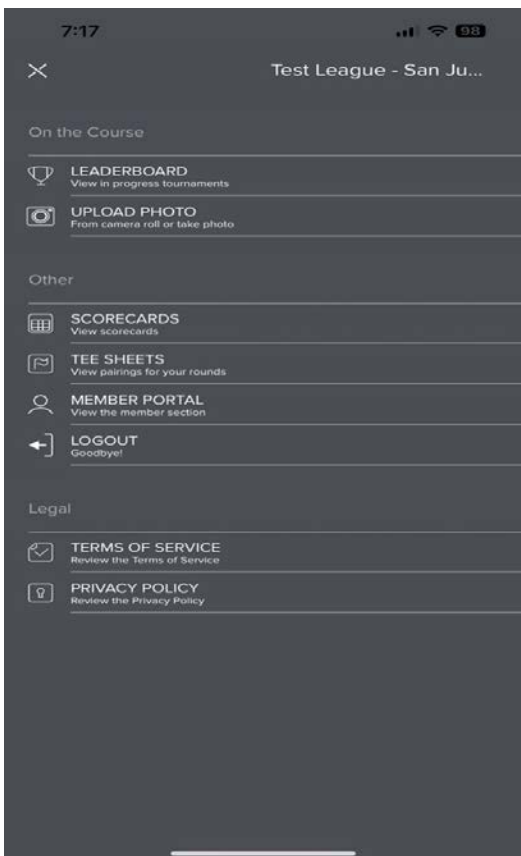 7:17
98
Test League - San Ju...
On the Course
LEADERBOARD
View in progress tournaments
UPLOAD PHOTO
From camera roll or take photo
Other
SCORECARDS
View scorecards
TEE SHEETS
View pairings for your rounds
MEMBER PORTAL
View the member section
LOGOUT
Goodbye!
Legal
TERMS OF SERVICE
Review the Terms of Service
PRIVACY POLICY
Review the Privacy Policy